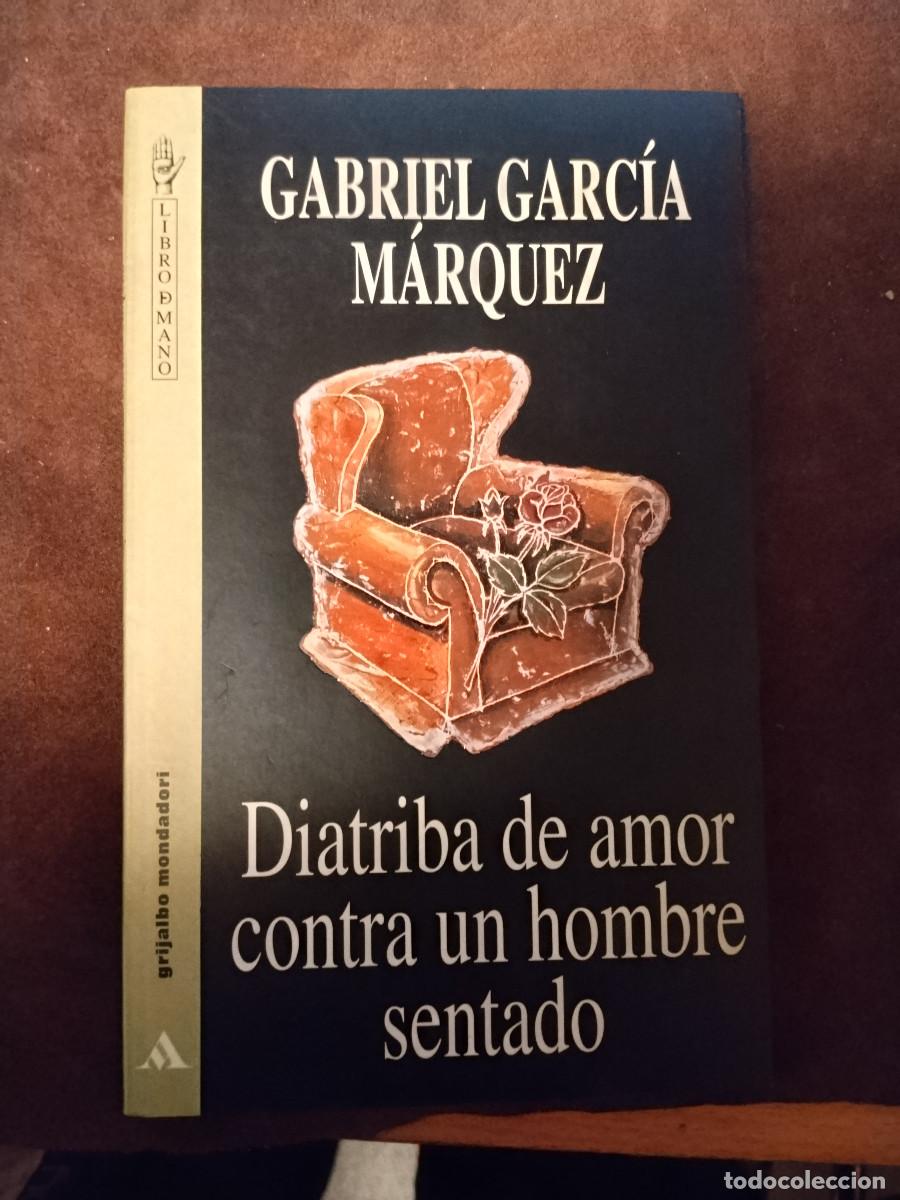 GABRIEL GARCÍA
MÁRQUEZ
LIBRO DE MANO
Diatriba de amor
contra un hombre
sentado
grijalbo mondadori
todocoleccion